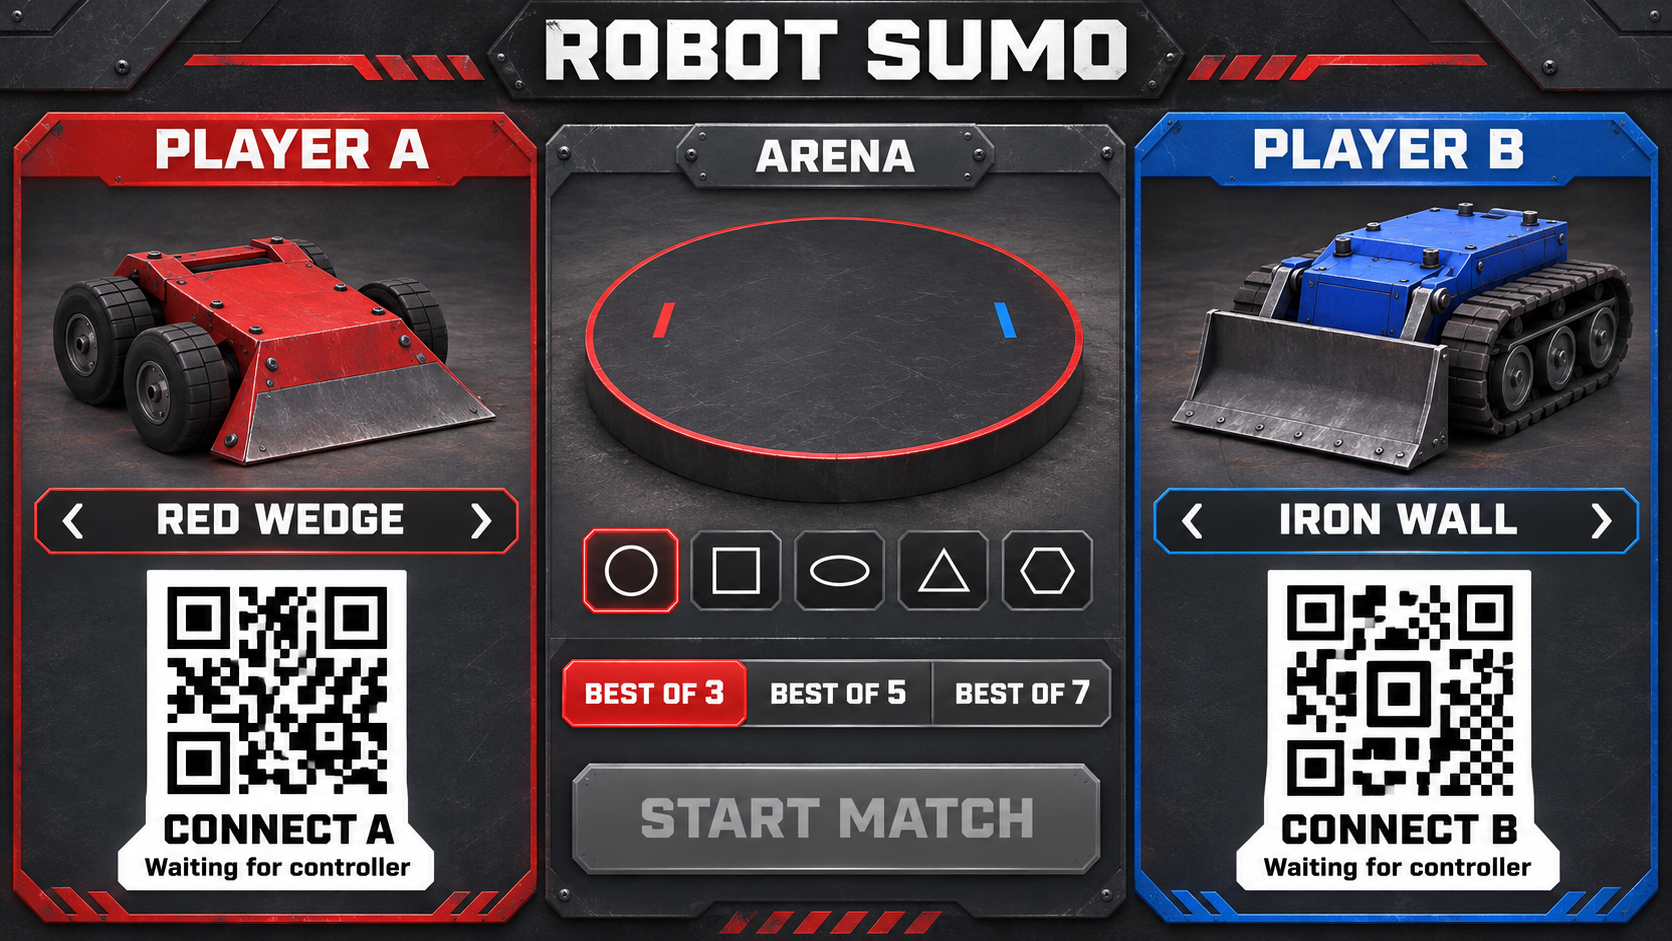 ROBOT SUMO
PLAYER A
RED WEDGE
CONNECT A
Waiting for controller
ARENA
BEST OF 3
BEST OF 5
BEST OF 7
START MATCH
PLAYER B
IRON WALL
CONNECT B
Waiting for controller